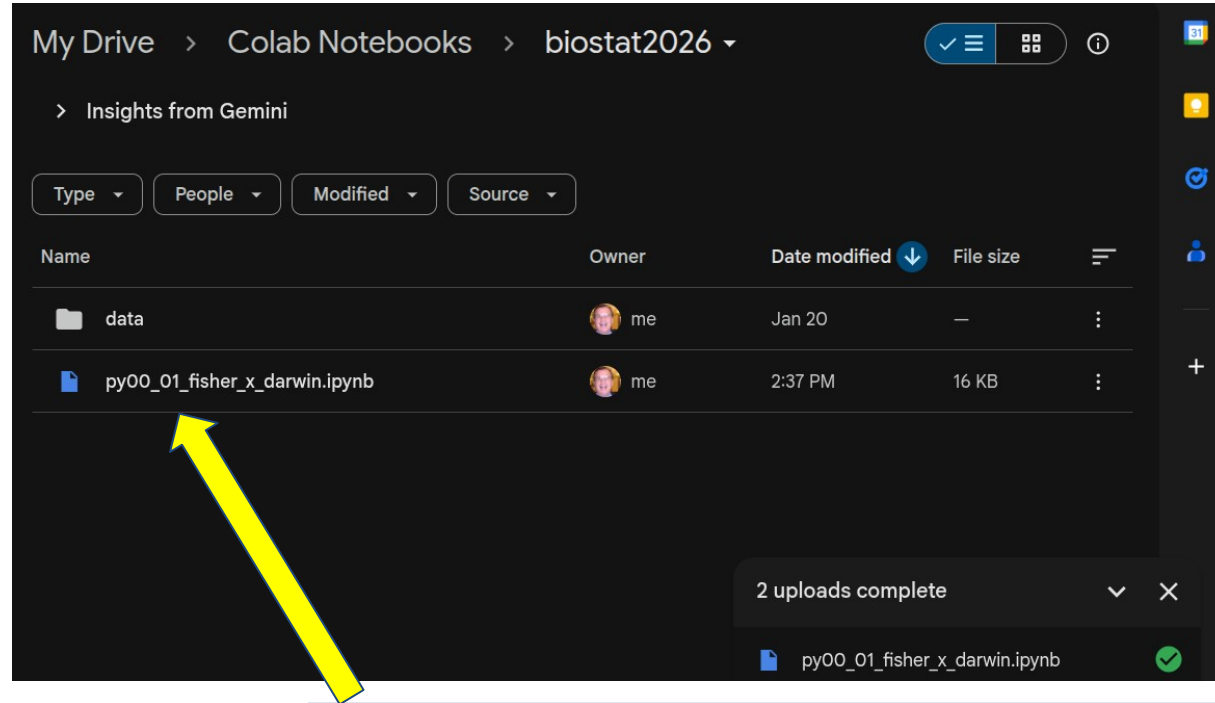 My Drive > Colab Notebooks > biostat2026
Insights from Gemini
Type People Modified Source
Name Owner Date modified File size
data me Jan 20 —
py00_01_fisher_x_darwin.ipynb me 2:37 PM 16 KB
2 uploads complete
py00_01_fisher_x_darwin.ipynb
31